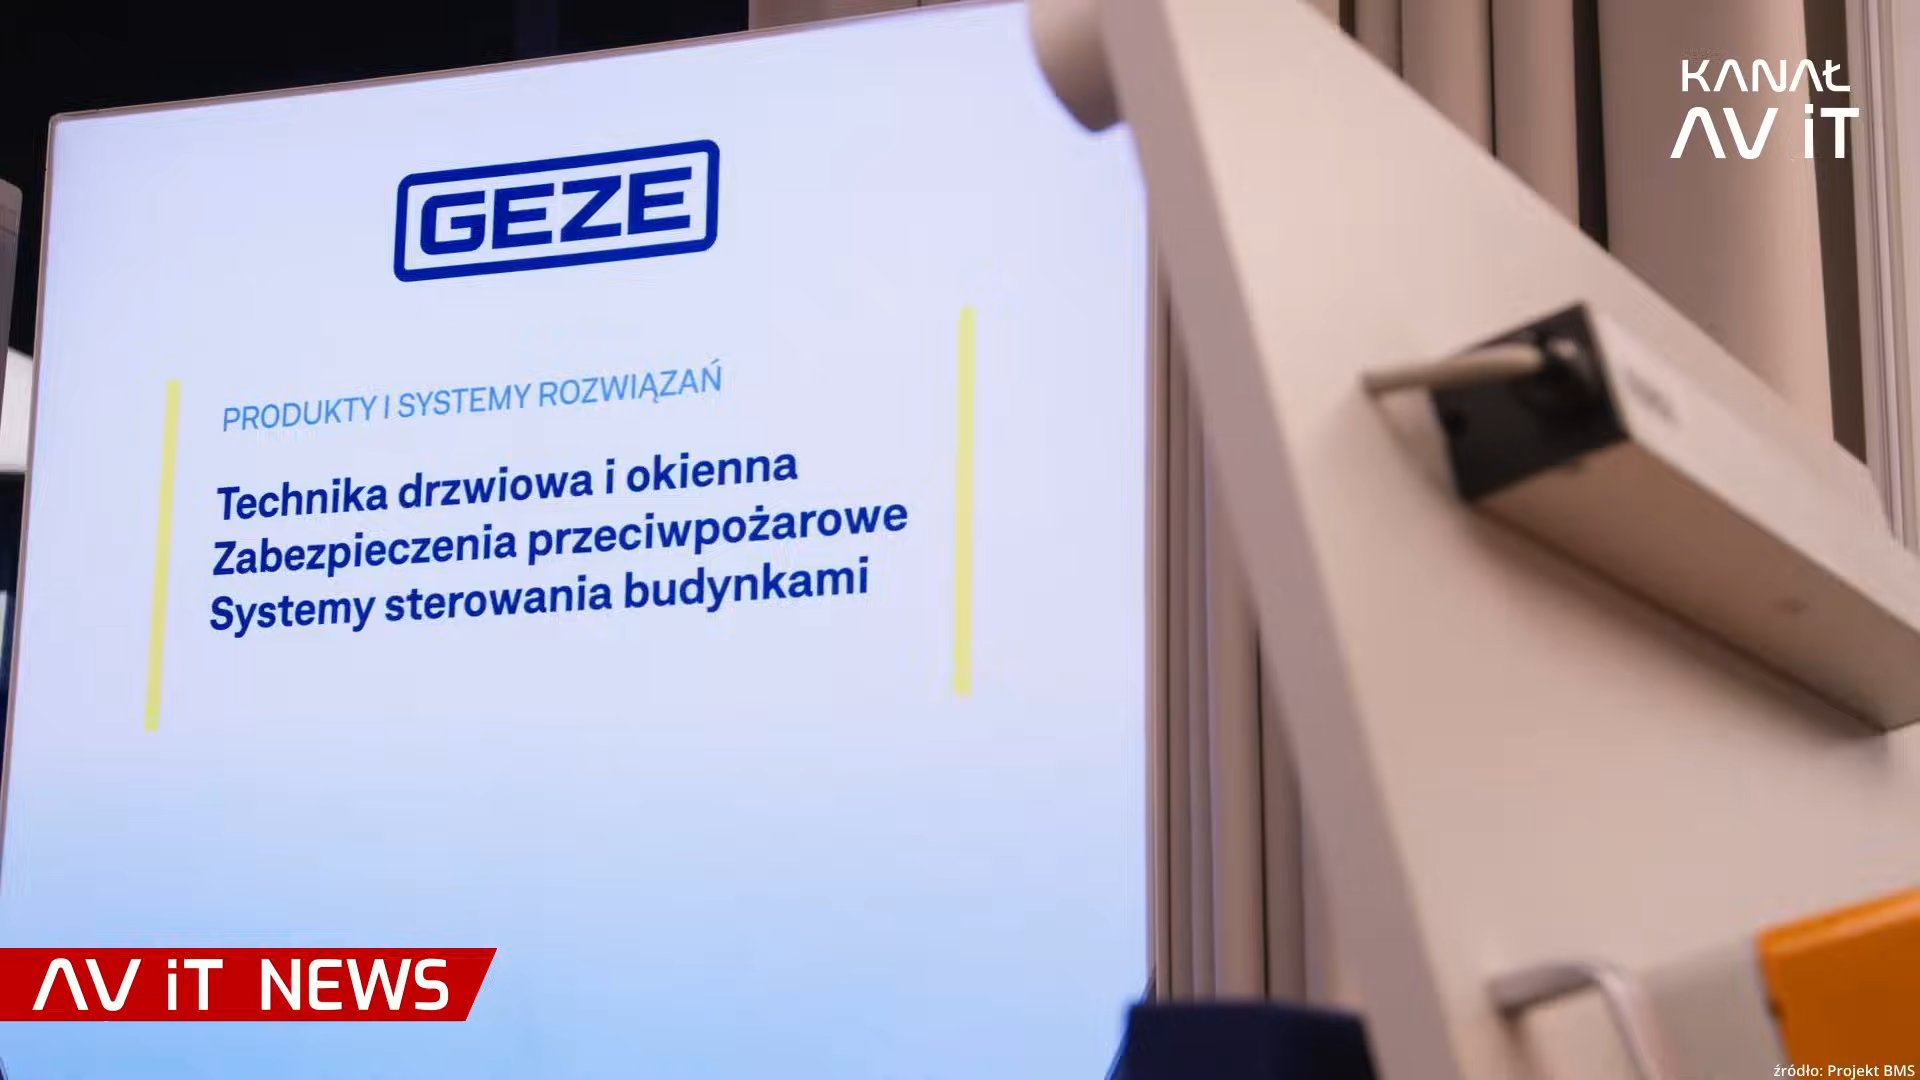 KANAŁ
AV iT
GEZE
PRODUKTY I SYSTEMY ROZWIĄZAŃ
Technika drzwiowa i okienna
Zabezpieczenia przeciwpożarowe
Systemy sterowania budynkami
AV iT NEWS
źródło: Projekt BMS